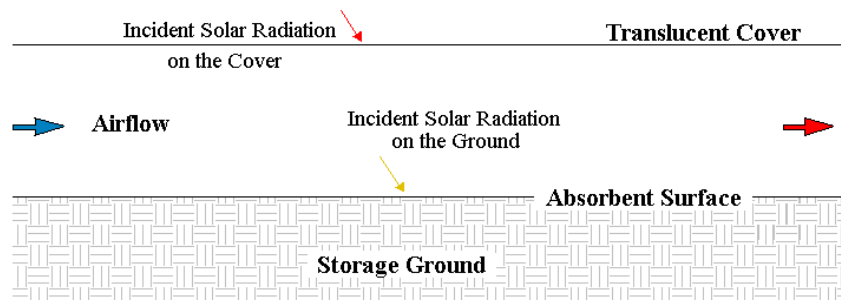 Incident Solar Radiation
on the Cover
Translucent Cover
Airflow
Incident Solar Radiation
on the Ground
Absorbent Surface
Storage Ground